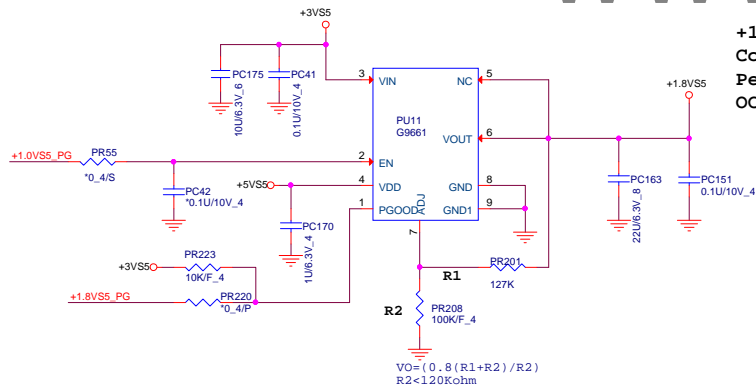 +3VS5
+1
Co
Pe
OC
PC175
10U/6.3V_6
PC41
0.1U/10V_4
3
VIN
NC
5
+1.8VS5
PU11
G9661
VOUT
6
+1.0VS5_PG
PR55
*0_4/S
2
EN
PC42
*0.1U/10V_4
+5VS5
4
VDD
GND
8
1
PGOOD
GND1
9
ADJ
7
PC163
22U/6.3V_8
PC151
0.1U/10V_4
PC170
1U/6.3V_4
+3VS5
PR223
10K/F_4
+1.8VS5_PG
PR220
*0_4/P
R1
PR201
127K
R2
PR208
100K/F_4
VO=(0.8(R1+R2)/R2)
R2<120Kohm